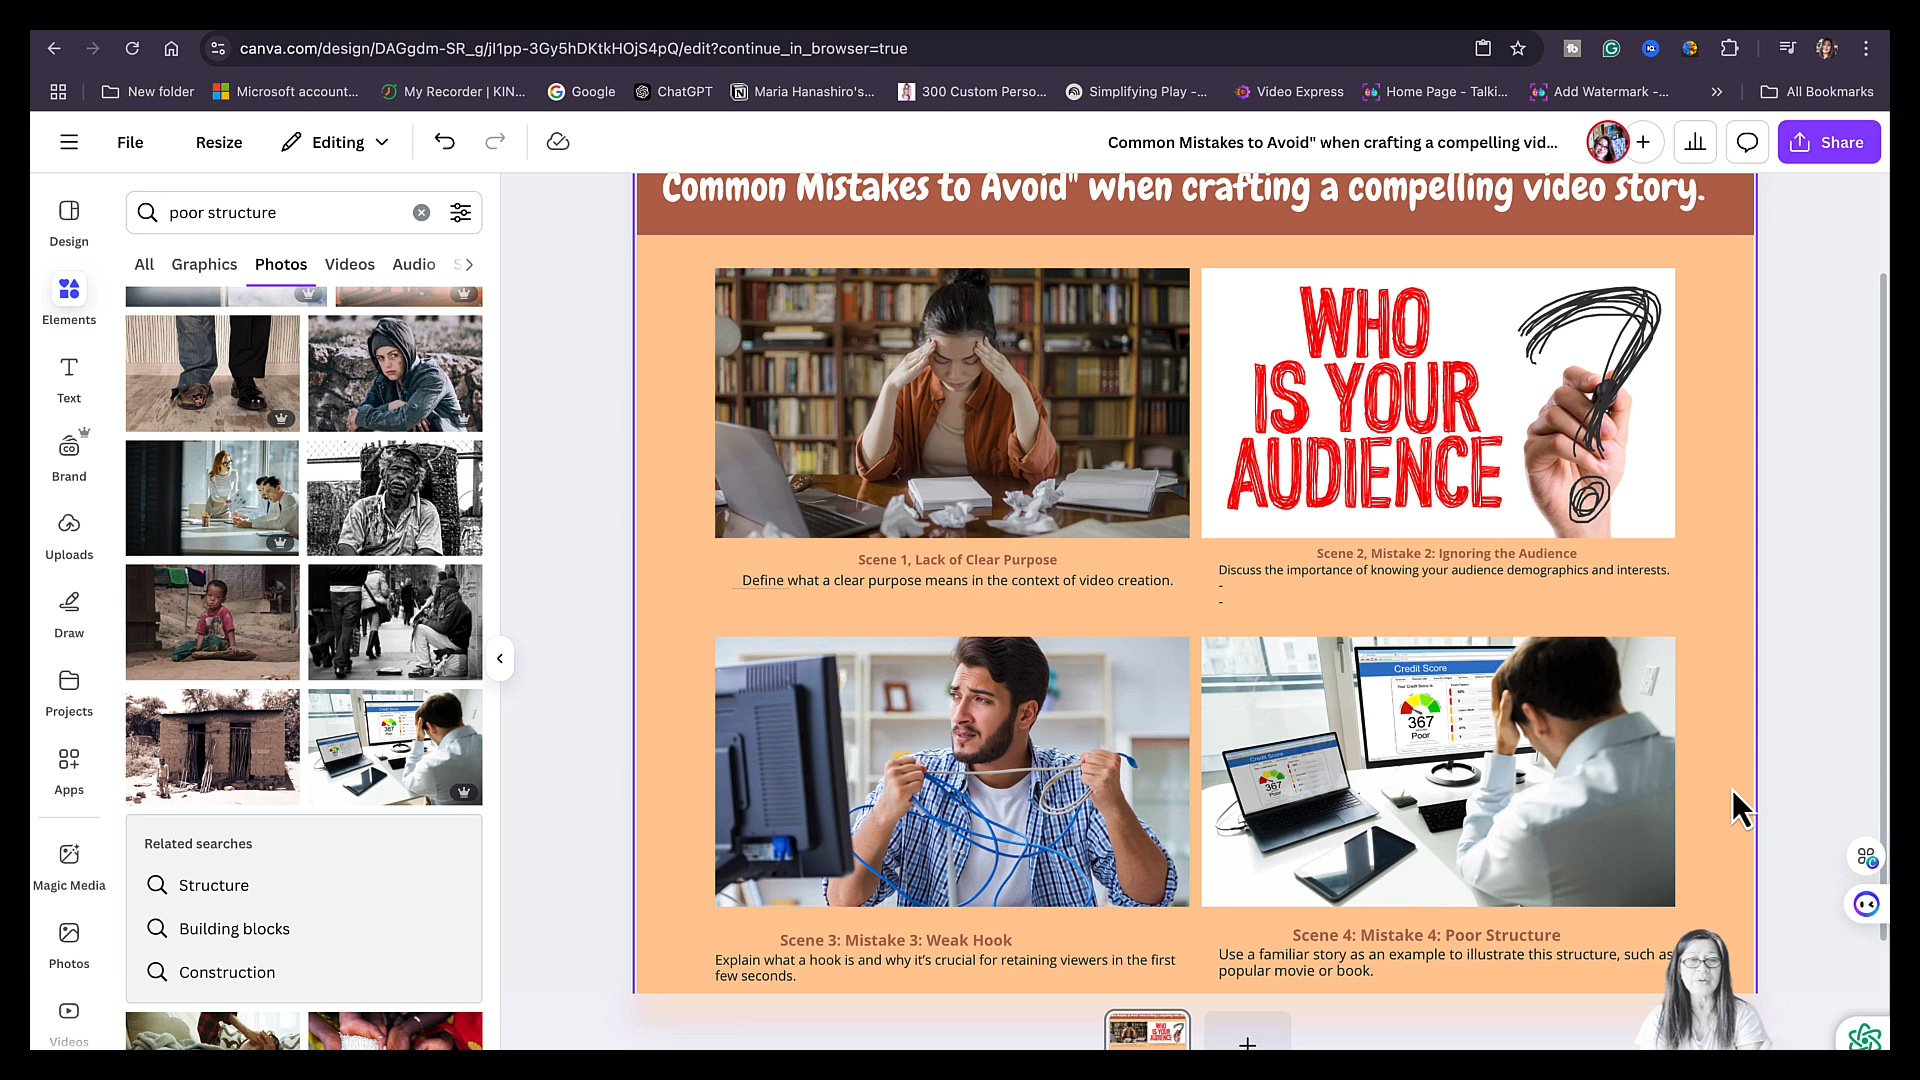 canva.com/design/DAGgdm-SR_g/jl1pp-3Gy5hDKtkHOjS4pQ/edit?continue_in_browser=true
New folder
Microsoft account...
My Recorder | KIN...
Google
ChatGPT
Maria Hanashiro's...
300 Custom Perso...
Simplifying Play -...
Video Express
Home Page - Talki...
Add Watermark -...
All Bookmarks
File
Resize
Editing
Common Mistakes to Avoid" when crafting a compelling vid...
Share
Design
Elements
Text
Brand
Uploads
Draw
Projects
Apps
Magic Media
Photos
Videos
poor structure
All
Graphics
Photos
Videos
Audio
Related searches
Structure
Building blocks
Construction
Common Mistakes to Avoid" when crafting a compelling video story.
WHO
IS YOUR
AUDIENCE
Scene 1, Lack of Clear Purpose
Define what a clear purpose means in the context of video creation.
Scene 2, Mistake 2: Ignoring the Audience
Discuss the importance of knowing your audience demographics and interests.
-
-
Credit Score
367
Poor
Credit Score
367
Poor
Scene 3: Mistake 3: Weak Hook
Explain what a hook is and why it's crucial for retaining viewers in the first
few seconds.
Scene 4: Mistake 4: Poor Structure
Use a familiar story as an example to illustrate this structure, such as
popular movie or book.